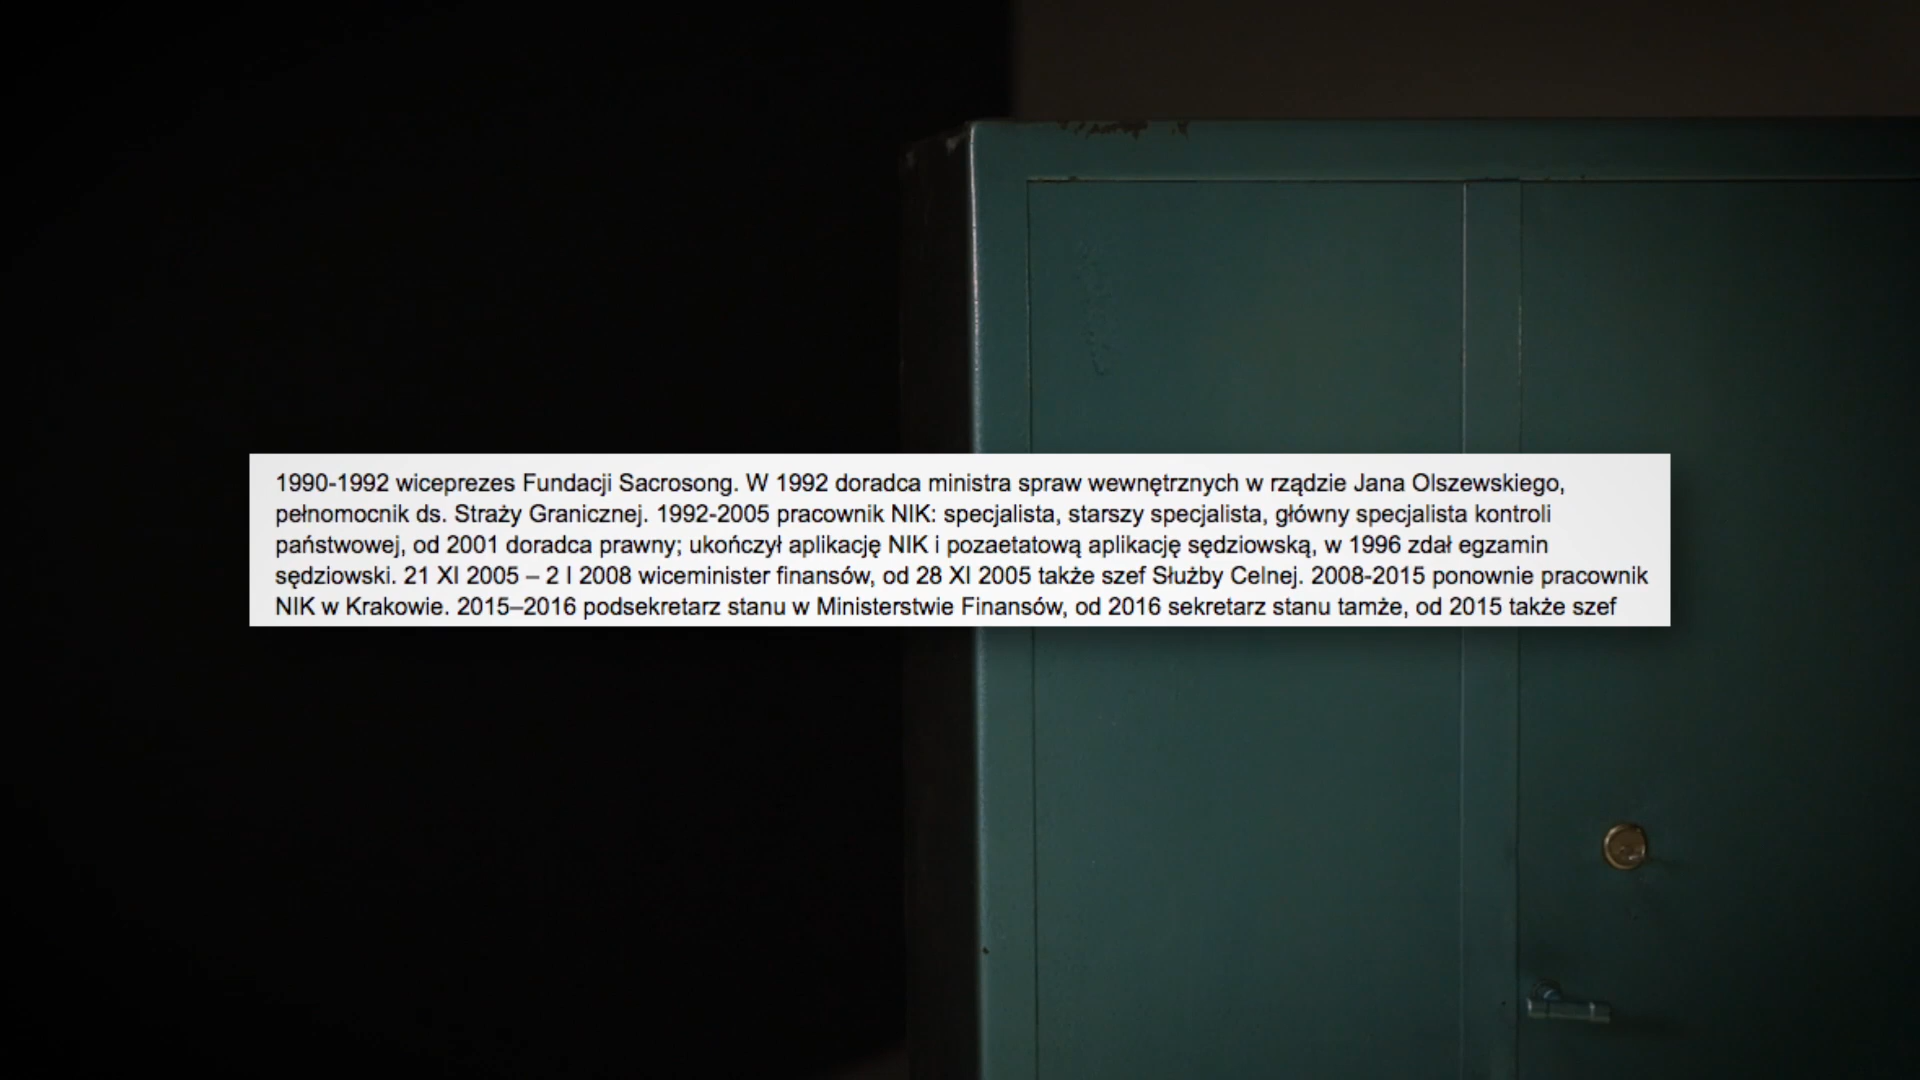 1990-1992 wiceprezes Fundacji Sacrosong. W 1992 doradca ministra spraw wewnętrznych w rządzie Jana Olszewskiego,
pełnomocnik ds. Straży Granicznej. 1992-2005 pracownik NIK: specjalista, starszy specjalista, główny specjalista kontroli
państwowej, od 2001 doradca prawny; ukończył aplikację NIK i pozaetatową aplikację sędziowską, w 1996 zdał egzamin
sędziowski. 21 XI 2005 – 2 I 2008 wiceminister finansów, od 28 XI 2005 także szef Służby Celnej. 2008-2015 ponownie pracownik
NIK w Krakowie. 2015–2016 podsekretarz stanu w Ministerstwie Finansów, od 2016 sekretarz stanu tamże, od 2015 także szef